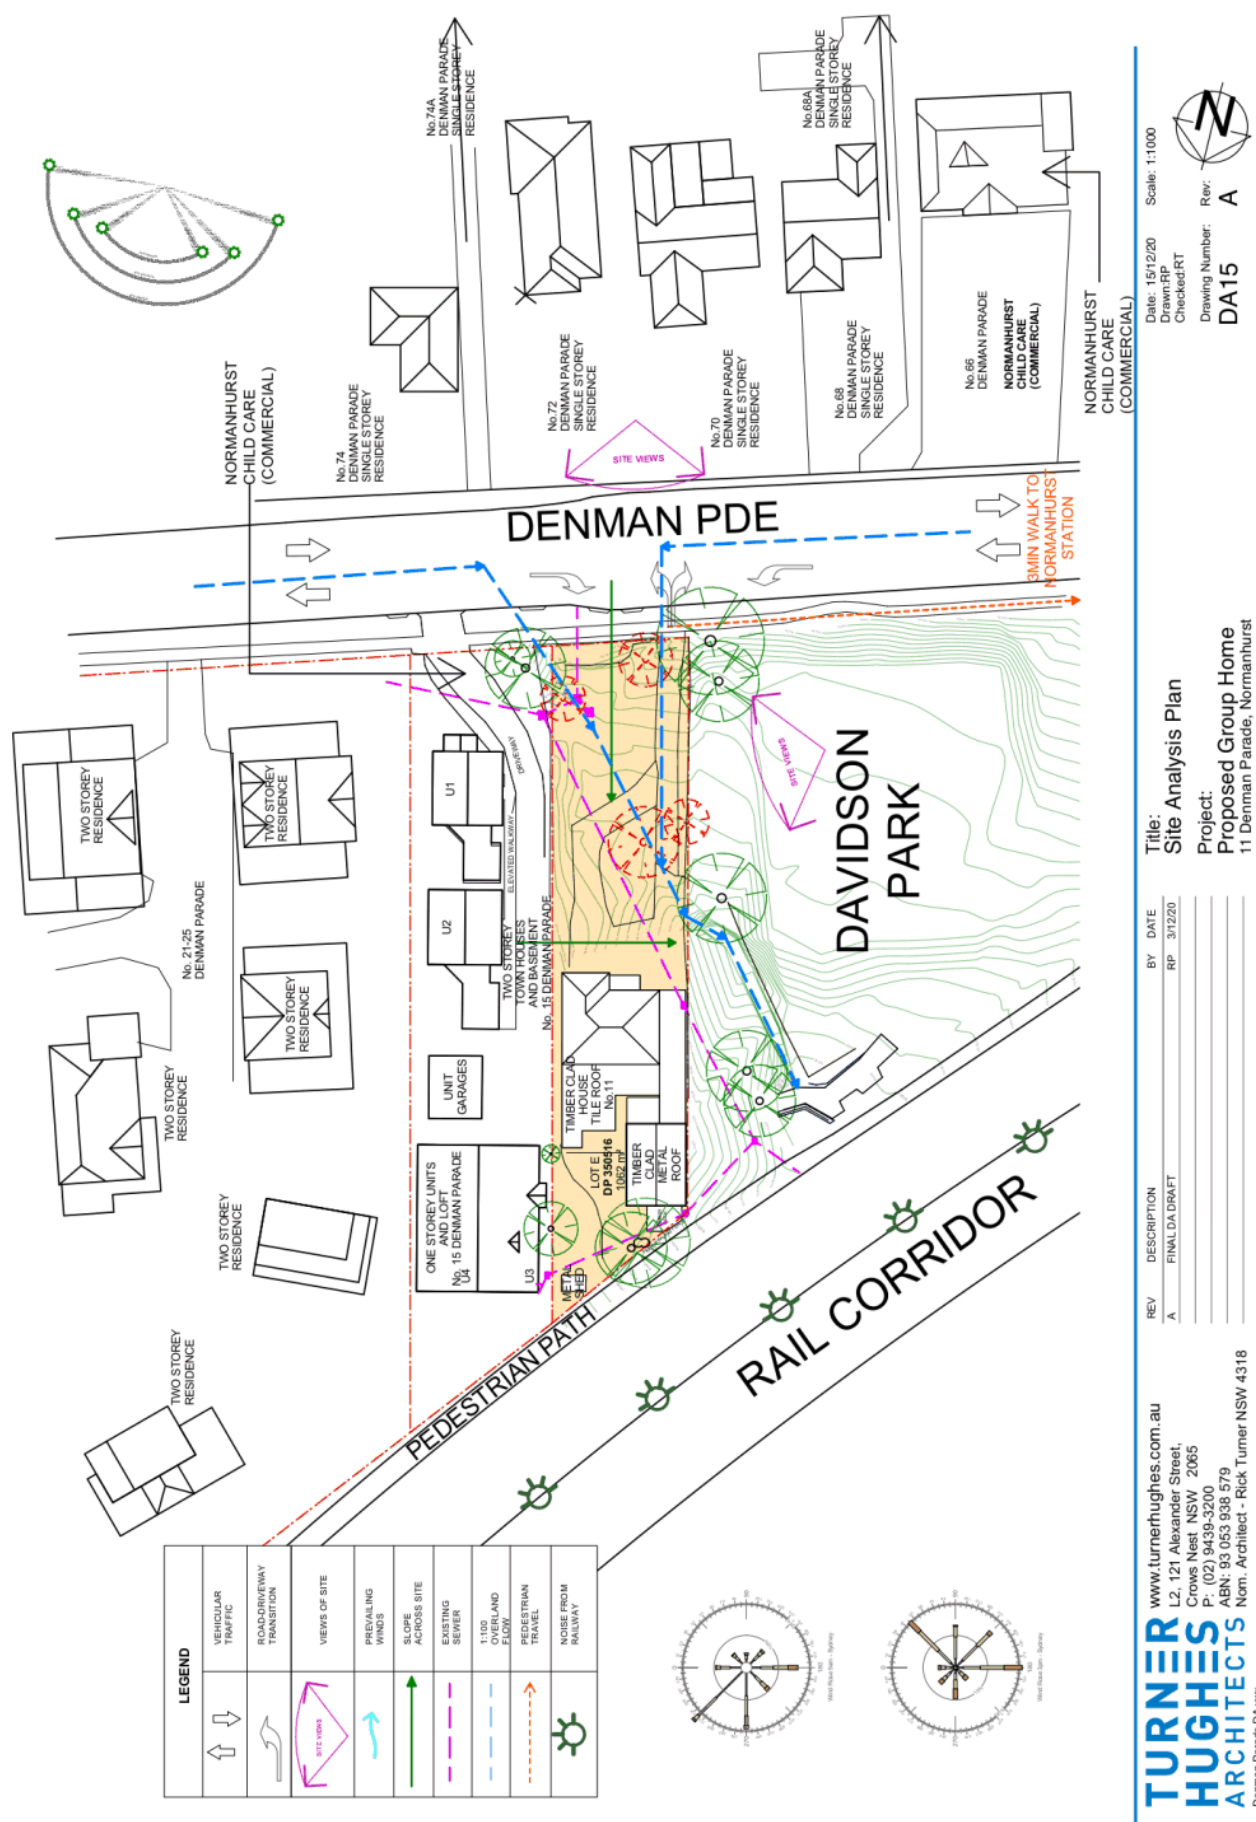 No.74A
DENMAN PARADE
SINGLE STOREY
RESIDENCE
No.68A
DENMAN PARADE
SINGLE STOREY
RESIDENCE
NORMANHURST
CHILD CARE
(COMMERCIAL)
No.74
DENMAN PARADE
SINGLE STOREY
RESIDENCE
No.72
DENMAN PARADE
SINGLE STOREY
RESIDENCE
No.70
DENMAN PARADE
SINGLE STOREY
RESIDENCE
No.68
DENMAN PARADE
SINGLE STOREY
RESIDENCE
No.66
DENMAN PARADE
NORMANHURST
CHILD CARE
(COMMERCIAL)
NORMANHURST
CHILD CARE
(COMMERCIAL)
SITE VIEWS
DENMAN PDE
3MIN WALK TO
NORMANHURST
STATION
TWO STOREY
RESIDENCE
TWO STOREY
RESIDENCE
No. 21-25
DENMAN PARADE
TWO STOREY
RESIDENCE
TWO STOREY
RESIDENCE
TWO STOREY
RESIDENCE
TWO STOREY
RESIDENCE
U1
U2
DRIVEWAY
ELEVATED WALKWAY
TWO STOREY
TOWN HOUSES
AND BASEMENT
No. 15 DENMAN PARADE
UNIT
GARAGES
ONE STOREY UNITS
AND LOFT
No. 15 DENMAN PARADE
U4
U3
TIMBER CLAD
HOUSE
TILE ROOF
No.11
LOT E
DP 350516
1062 m²
TIMBER
CLAD
METAL
ROOF
METAL
SHED
SITE VIEWS
DAVIDSON
PARK
PEDESTRIAN PATH
RAIL CORRIDOR
LEGEND
VEHICULAR
TRAFFIC
ROAD-DRIVEWAY
TRANSITION
SITE VIEWS
VIEWS OF SITE
PREVAILING
WINDS
SLOPE
ACROSS SITE
EXISTING
SEWER
1:100
OVERLAND
FLOW
PEDESTRIAN
TRAVEL
NOISE FROM
RAILWAY
TURNER
HUGHES
ARCHITECTS
www.turnerhughes.com.au
L2, 121 Alexander Street,
Crows Nest NSW 2065
P: (02) 9439-3200
ABN: 93 053 938 579
Nom. Architect - Rick Turner NSW 4318
REV DESCRIPTION BY DATE
A FINAL DA DRAFT RP 3/12/20
Title:
Site Analysis Plan
Project:
Proposed Group Home
11 Denman Parade, Normanhurst
Date: 15/12/20
Scale: 1:1000
Drawn:RP
Checked:RT
Drawing Number:
Rev:
DA15
A
N